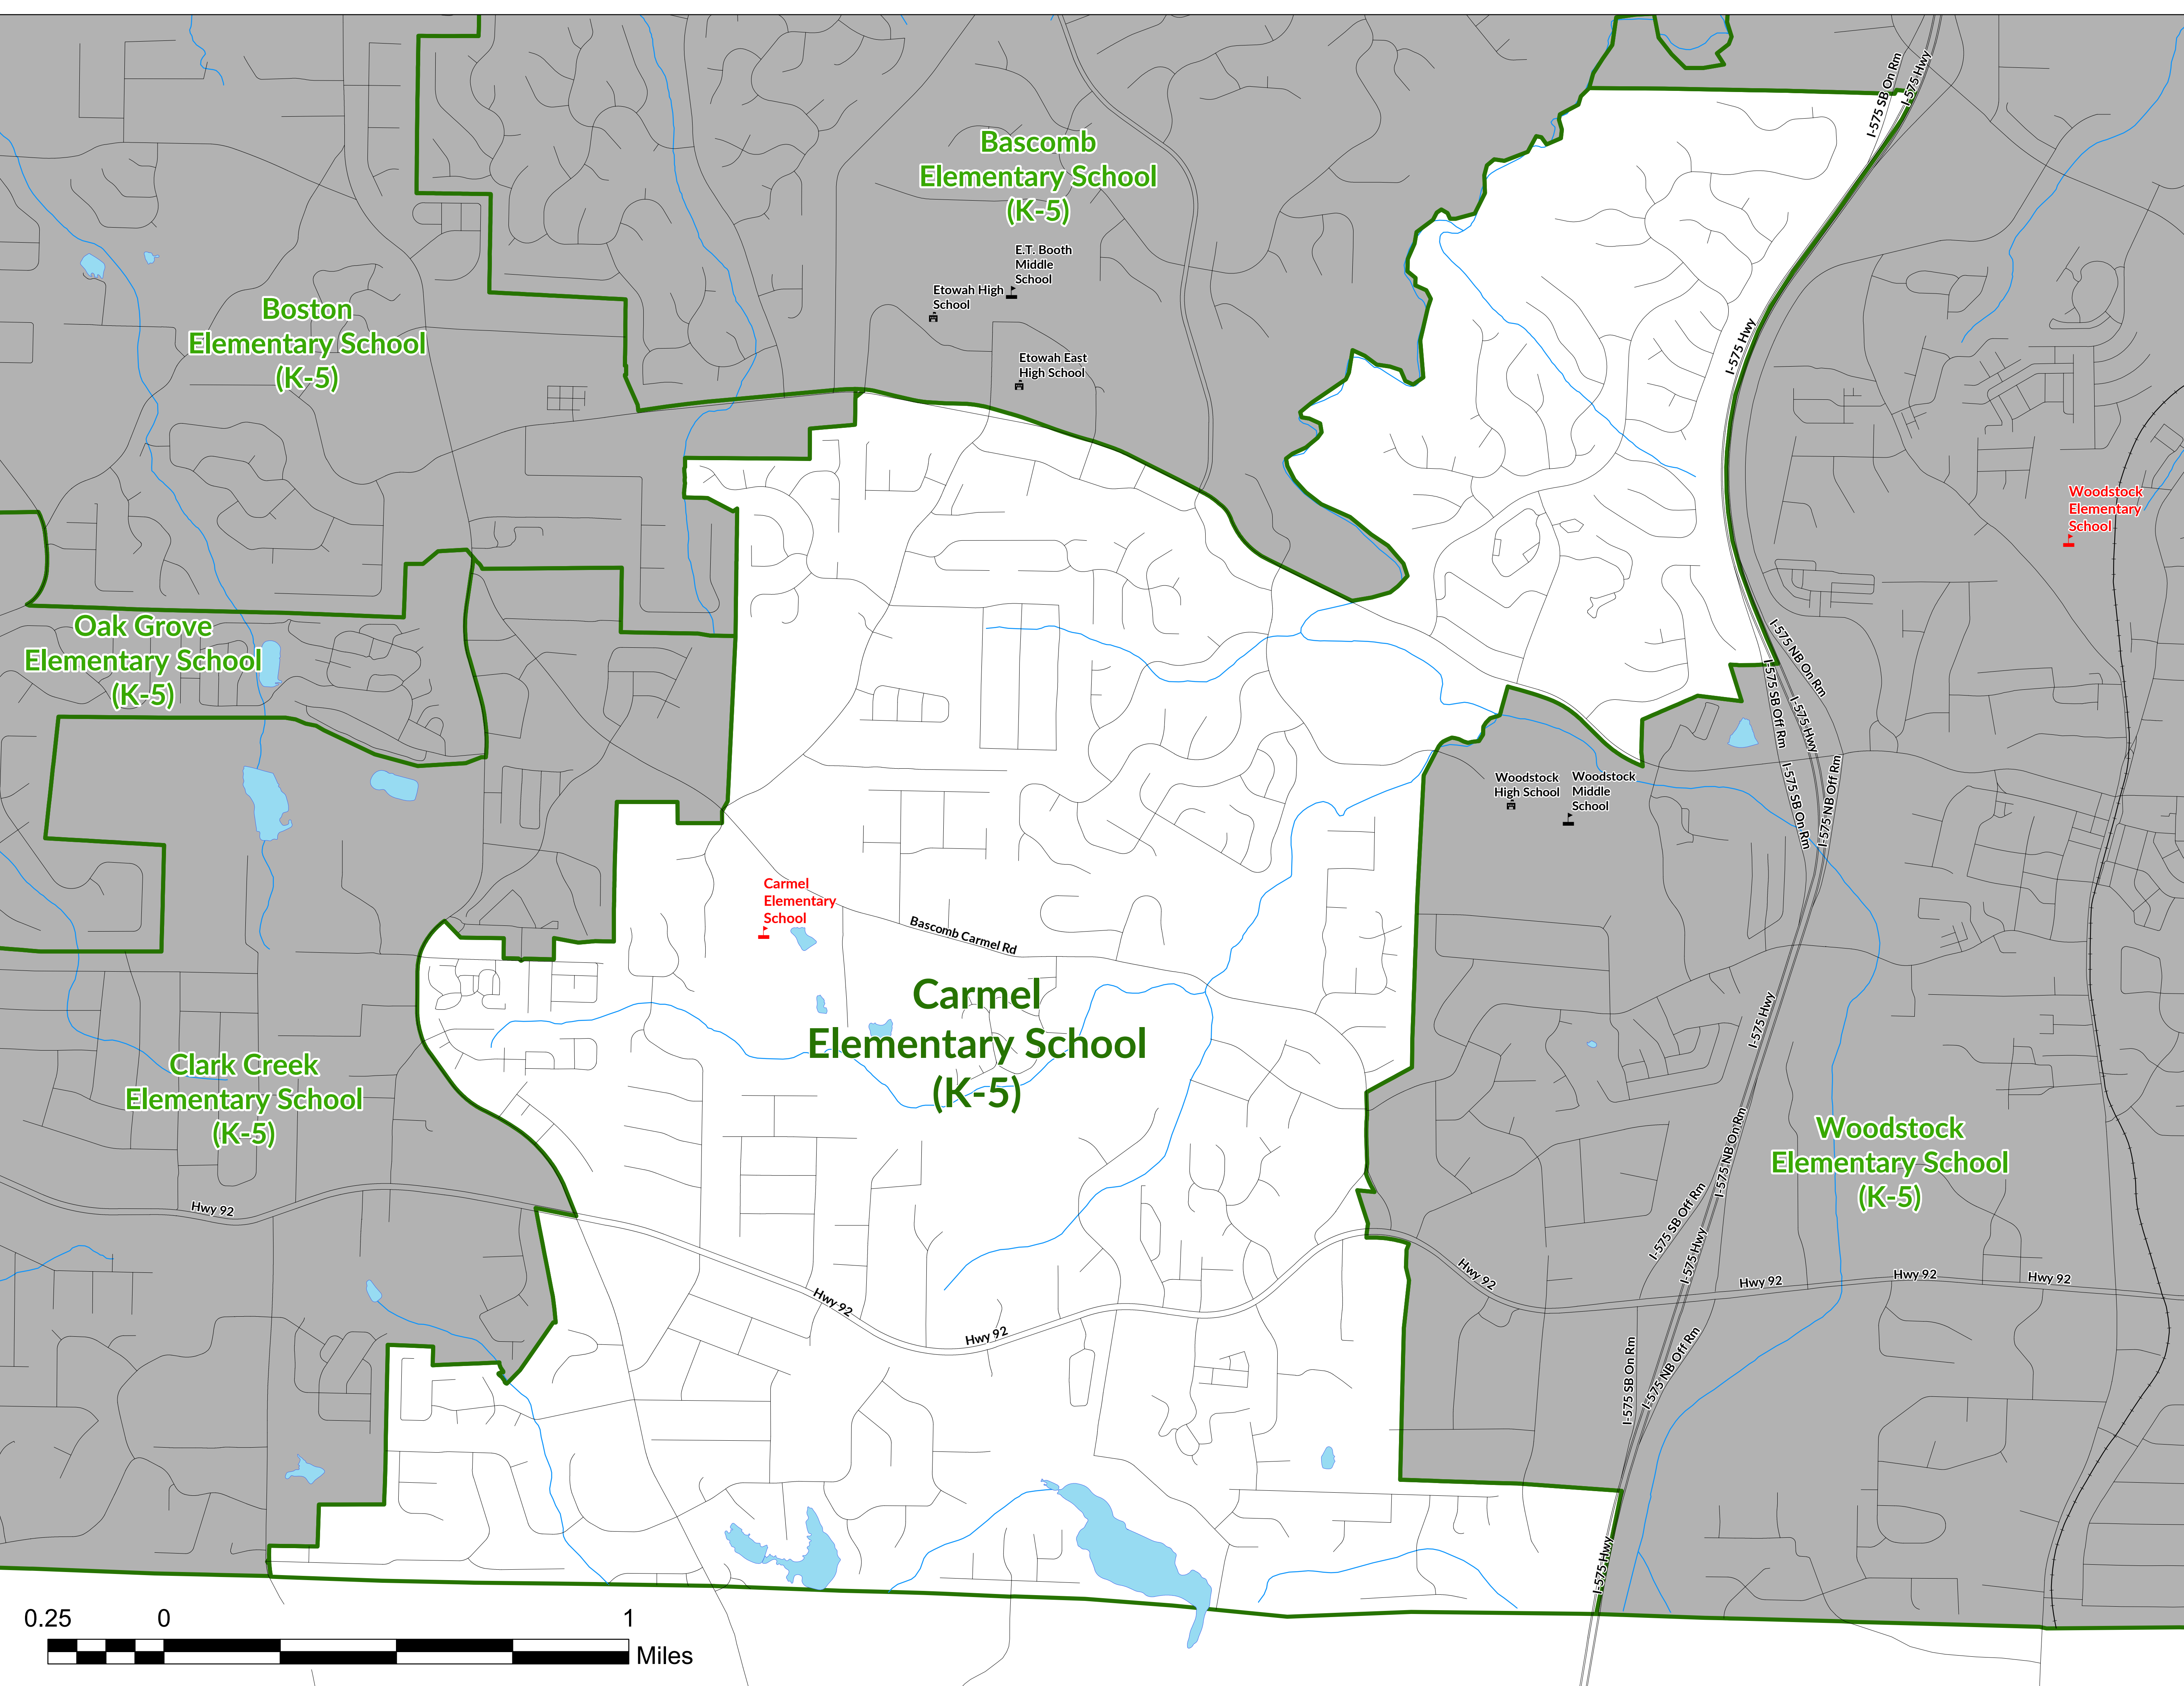 I-575 SB On Rm
I-575 Hwy
Bascomb
Elementary School
(K-5)
E.T. Booth
Middle
School
Etowah High
School
Boston
Elementary School
(K-5)
Etowah East
High School
I-575 Hwy
Woodstock
Elementary
School
Oak Grove
Elementary School
(K-5)
I-575 NB On Rm
I-575 SB Off Rm
I-575 Hwy
Woodstock
High School
Woodstock
Middle
School
I-575 SB On Rm
I-575 NB Off Rm
Carmel
Elementary
School
Bascomb Carmel Rd
Carmel
Elementary School
(K-5)
I-575 Hwy
Clark Creek
Elementary School
(K-5)
I-575 NB On Rm
Woodstock
Elementary School
(K-5)
Hwy 92
I-575 SB Off Rm
I-575 Hwy
Hwy 92
Hwy 92
Hwy 92
Hwy 92
Hwy 92
Hwy 92
I-575 SB On Rm
I-575 NB Off Rm
I-575 Hwy
0.25 0 1
Miles